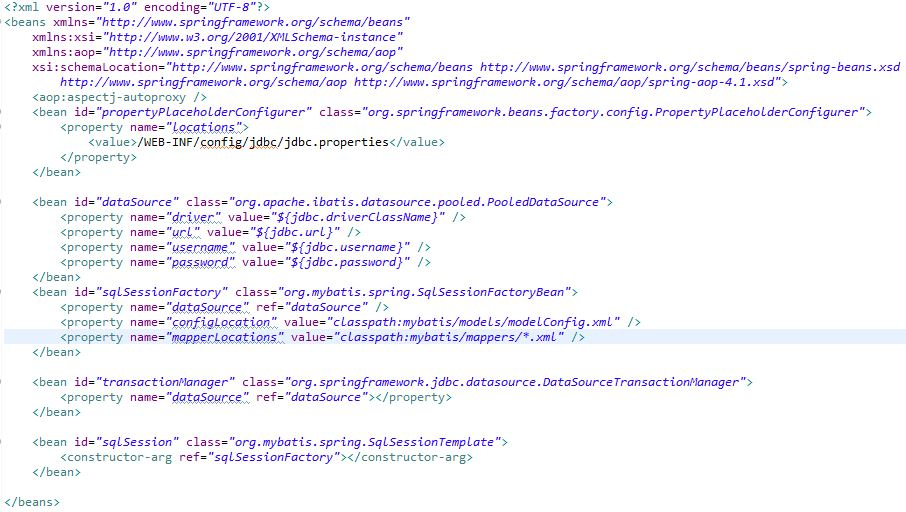 <?xml version="1.0" encoding="UTF-8"?>
<beans xmlns="http://www.springframework.org/schema/beans"
xmlns:xsi="http://www.w3.org/2001/XMLSchema-instance"
xmlns:aop="http://www.springframework.org/schema/aop"
xsi:schemaLocation="http://www.springframework.org/schema/beans http://www.springframework.org/schema/beans/spring-beans.xsd
http://www.springframework.org/schema/aop http://www.springframework.org/schema/aop/spring-aop-4.1.xsd">
<aop:aspectj-autoproxy />
<bean id="propertyPlaceholderConfigurer" class="org.springframework.beans.factory.config.PropertyPlaceholderConfigurer">
<property name="locations">
<value>/WEB-INF/config/jdbc/jdbc.properties</value>
</property>
</bean>
<bean id="dataSource" class="org.apache.ibatis.datasource.pooled.PooledDataSource">
<property name="driver" value="${jdbc.driverClassName}" />
<property name="url" value="${jdbc.url}" />
<property name="username" value="${jdbc.username}" />
<property name="password" value="${jdbc.password}" />
</bean>
<bean id="sqlSessionFactory" class="org.mybatis.spring.SqlSessionFactoryBean">
<property name="dataSource" ref="dataSource" />
<property name="configLocation" value="classpath:mybatis/models/modelConfig.xml" />
<property name="mapperLocations" value="classpath:mybatis/mappers/*.xml" />
</bean>
<bean id="transactionManager" class="org.springframework.jdbc.datasource.DataSourceTransactionManager">
<property name="dataSource" ref="dataSource"></property>
</bean>
<bean id="sqlSession" class="org.mybatis.spring.SqlSessionTemplate">
<constructor-arg ref="sqlSessionFactory"></constructor-arg>
</bean>
</beans>